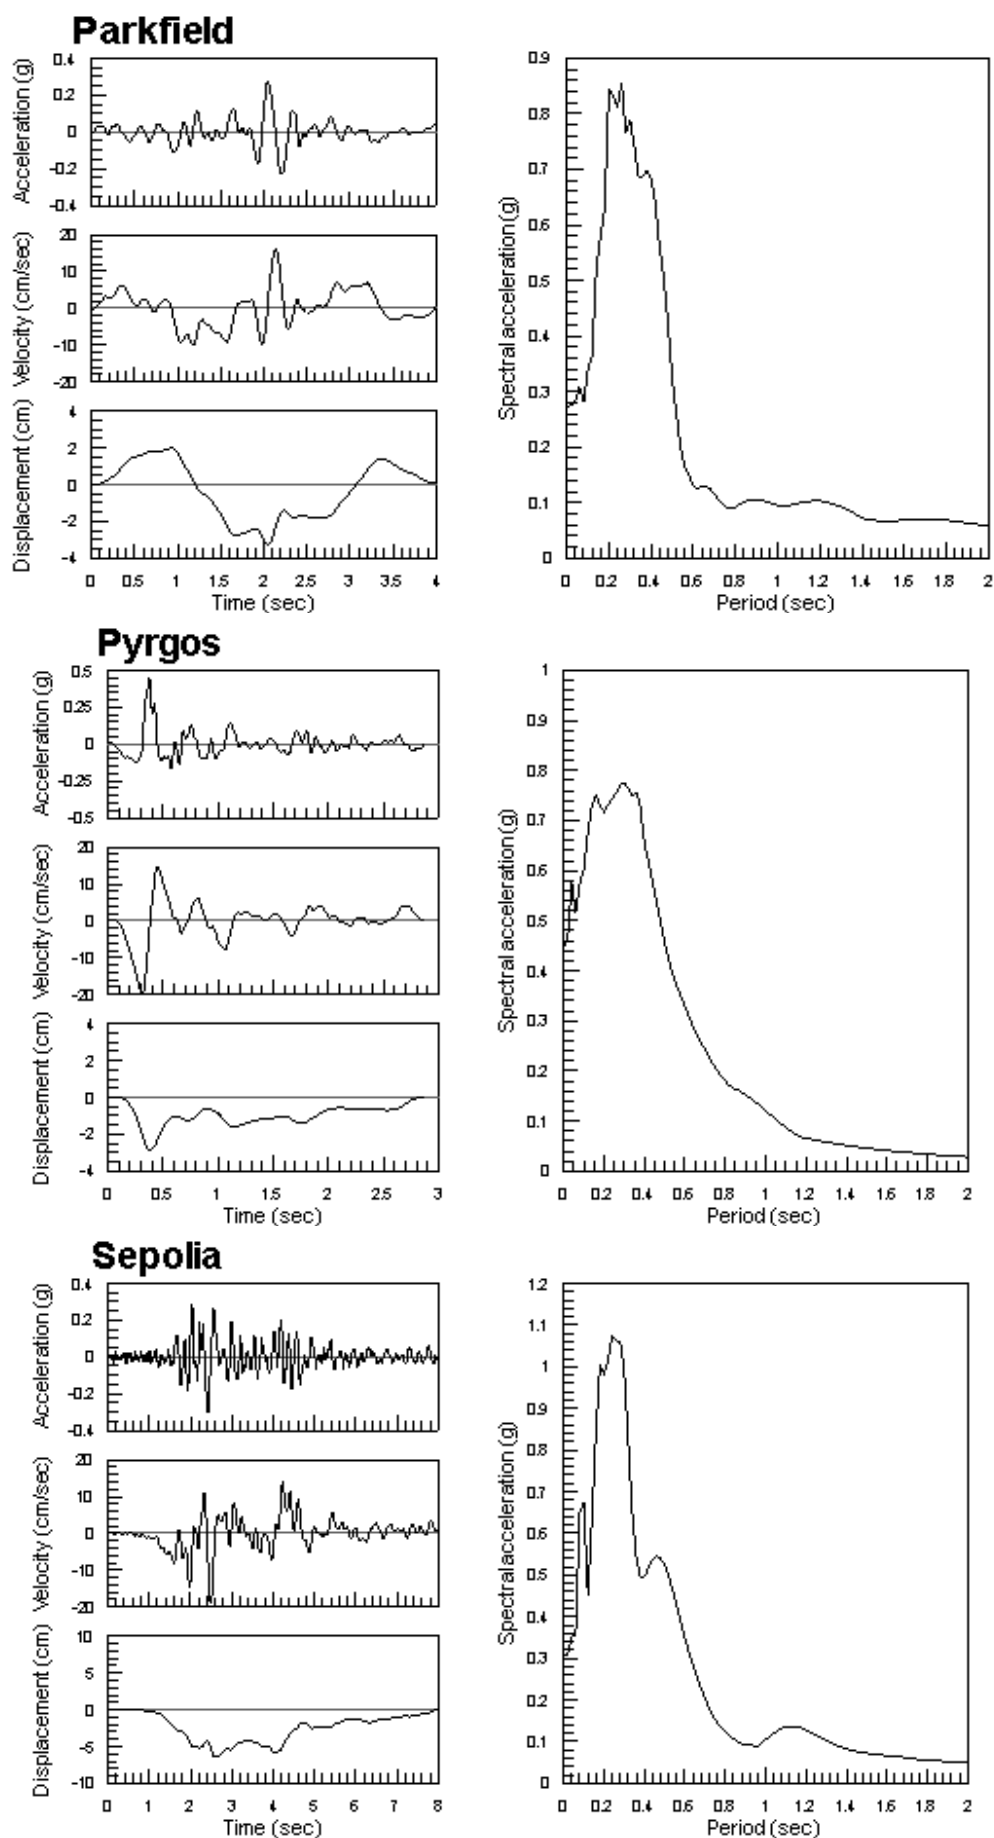 Parkfield
Acceleration (g)
0.4
0.2
0
-0.2
-0.4
Velocity (cm/sec)
20
10
0
-10
-20
Displacement (cm)
4
2
0
-2
-4
0 0.5 1 1.5 2 2.5 3 3.5 4
Time (sec)
Spectral acceleration (g)
0.9
0.8
0.7
0.6
0.5
0.4
0.3
0.2
0.1
0
0 0.2 0.4 0.6 0.8 1 1.2 1.4 1.6 1.8 2
Period (sec)
Pyrgos
Acceleration (g)
0.5
0.25
0
-0.25
-0.5
Velocity (cm/sec)
20
10
0
-10
-20
Displacement (cm)
4
2
0
-2
-4
0 0.5 1 1.5 2 2.5 3
Time (sec)
Spectral acceleration (g)
1
0.9
0.8
0.7
0.6
0.5
0.4
0.3
0.2
0.1
0
0 0.2 0.4 0.6 0.8 1 1.2 1.4 1.6 1.8 2
Period (sec)
Sepolia
Acceleration (g)
0.4
0.2
0
-0.2
-0.4
Velocity (cm/sec)
20
10
0
-10
-20
Displacement (cm)
10
5
0
-5
-10
0 1 2 3 4 5 6 7 8
Time (sec)
Spectral acceleration (g)
1.2
1.1
1
0.9
0.8
0.7
0.6
0.5
0.4
0.3
0.2
0.1
0
0 0.2 0.4 0.6 0.8 1 1.2 1.4 1.6 1.8 2
Period (sec)